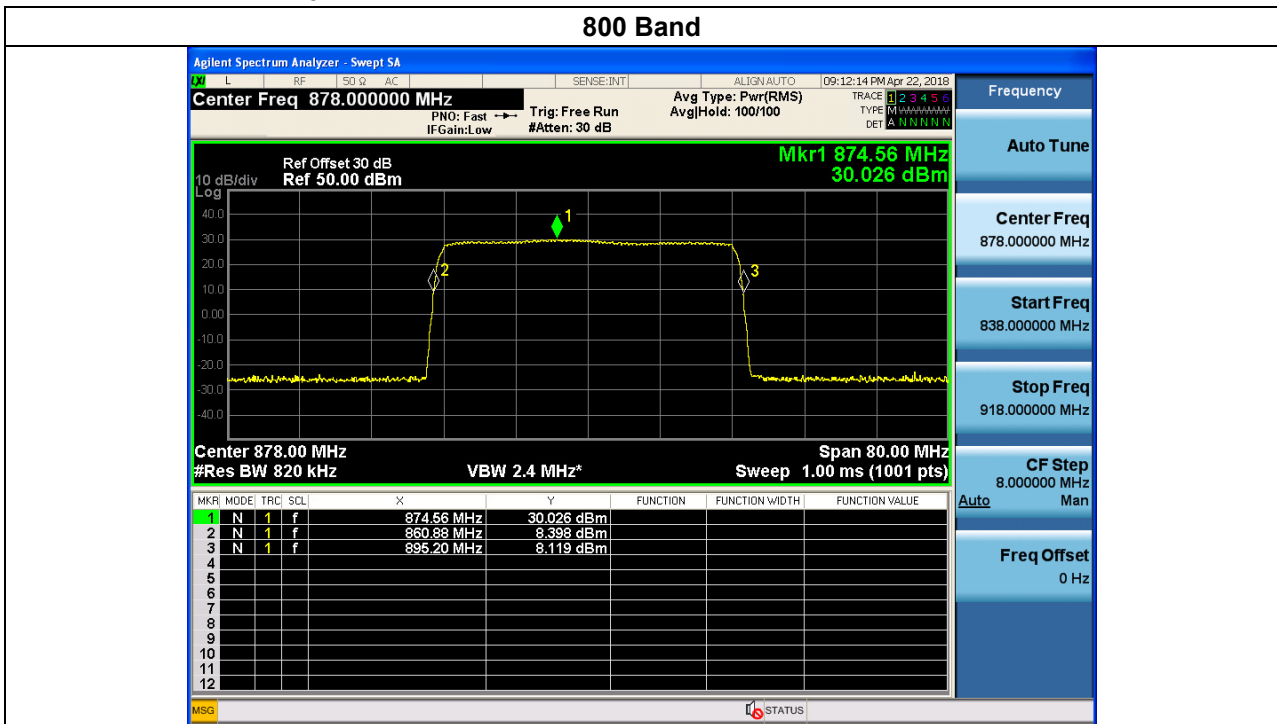 800 Band
Agilent Spectrum Analyzer - Swept SA
LXI L RF 50 Ω AC SENSE:INT ALIGNAUTO 09:12:14 PM Apr 22, 2018
Center Freq 878.000000 MHz
PNO: Fast
IFGain:Low
Trig: Free Run
#Atten: 30 dB
Avg Type: Pwr(RMS)
Avg|Hold: 100/100
TRACE 1 2 3 4 5 6
TYPE M WWWWW
DET A N N N N N
Frequency
Mkr1 874.56 MHz
30.026 dBm
Ref Offset 30 dB
10 dB/div Ref 50.00 dBm
Log
40.0
30.0
20.0
10.0
0.00
-10.0
-20.0
-30.0
-40.0
1
2
3
Center 878.00 MHz Span 80.00 MHz
#Res BW 820 kHz VBW 2.4 MHz* Sweep 1.00 ms (1001 pts)
MKR MODE TRC SCL X Y FUNCTION FUNCTION WIDTH FUNCTION VALUE
1 N 1 f 874.56 MHz 30.026 dBm
2 N 1 f 860.88 MHz 8.398 dBm
3 N 1 f 895.20 MHz 8.119 dBm
4
5
6
7
8
9
10
11
12
Auto Tune
Center Freq
878.000000 MHz
Start Freq
838.000000 MHz
Stop Freq
918.000000 MHz
CF Step
8.000000 MHz
Auto Man
Freq Offset
0 Hz
MSG STATUS